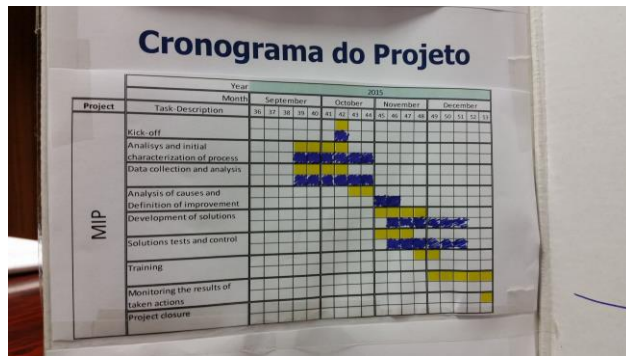 Cronograma do Projeto
Year 2015
Month September October November December
Project Task-Description 36 37 38 39 40 41 42 43 44 45 46 47 48 49 50 51 52 53
MIP
Kick-off
Analisys and initial
characterization of process
Data collection and analysis
Analysis of causes and
Definition of improvement
Development of solutions
Solutions tests and control
Training
Monitoring the results of
taken actions
Project closure